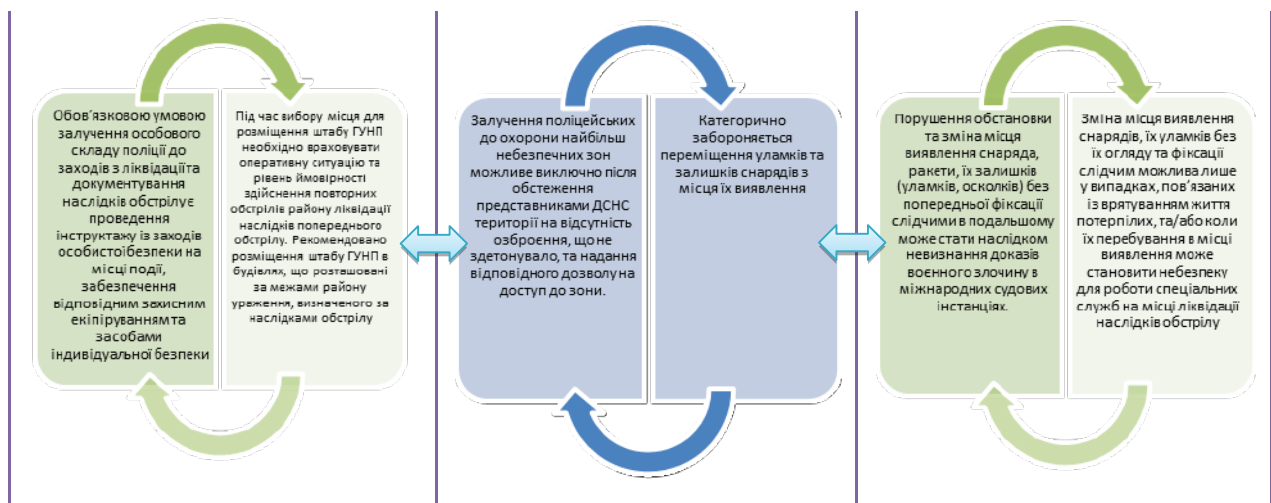 Обов’язковою умовою
залучення особового
складу поліції до
заходів з ліквідаціїта
документування
наслідків обстрілує
проведення
інструктажу із заходів
особистоїбезпеки на
місці події,
забезпечення
відповідним захисним
екіпіруваннямта
засобами
індивідуальної безпеки
Під час вибору місця для
розміщення штабу ГУНП
необхідно враховувати
оперативну ситуацію та
рівень ймовірності
здійснення повторних
обстрілів району ліквідації
наслідків попереднього
обстрілу. Рекомендовано
розміщення штабу ГУНП в
будівлях, що розташовані
за межами району
ураження, визначеного за
наслідками обстрілу
Залучення поліцейських
до охорони найбільш
небезпечних зон
можливе виключно після
обстеження
представниками ДСНС
території на відсутність
озброєння, що не
здетонувало, та надання
відповідного дозволу на
доступ до зони.
Категорично
забороняється
переміщення уламків та
залишків снарядів з
місця їх виявлення
Порушення обстановки
та зміна місця
виявлення снаряда,
ракети, їх залишків
(уламків, осколків) без
попередньої фіксації
слідчими в подальшому
може стати наслідком
невизнання доказів
воєнного злочину в
міжнародних судових
інстанціях.
Зміна місця виявлення
снарядів, їх уламків без
їх огляду та фіксації
слідчим можлива лише
у випадках, пов’язаних
із врятуванням життя
потерпілих, та/або коли
їх перебування в місці
виявлення може
становити небезпеку
для роботи спеціальних
служб на місці ліквідації
наслідків обстрілу